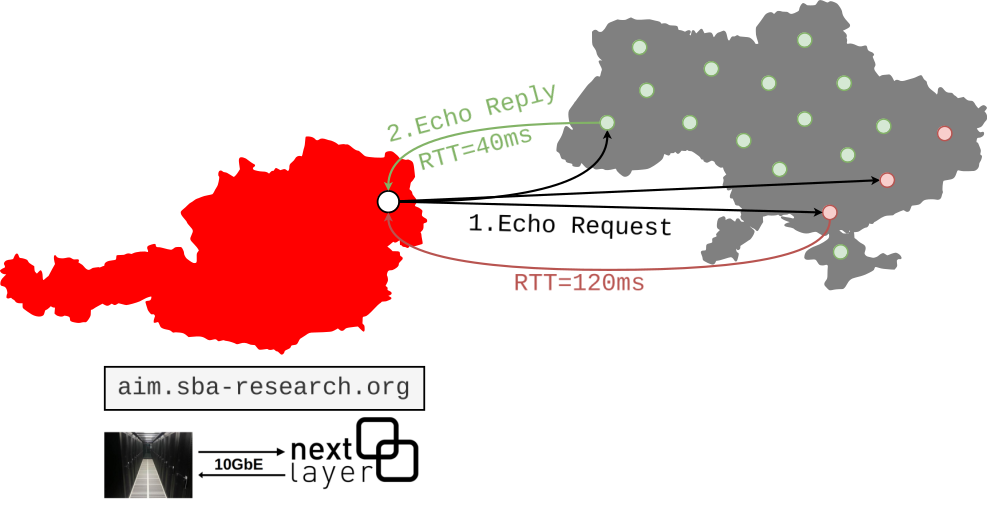 2.Echo Reply
RTT=40ms
1.Echo Request
RTT=120ms
aim.sba-research.org
10GbE
next
layer